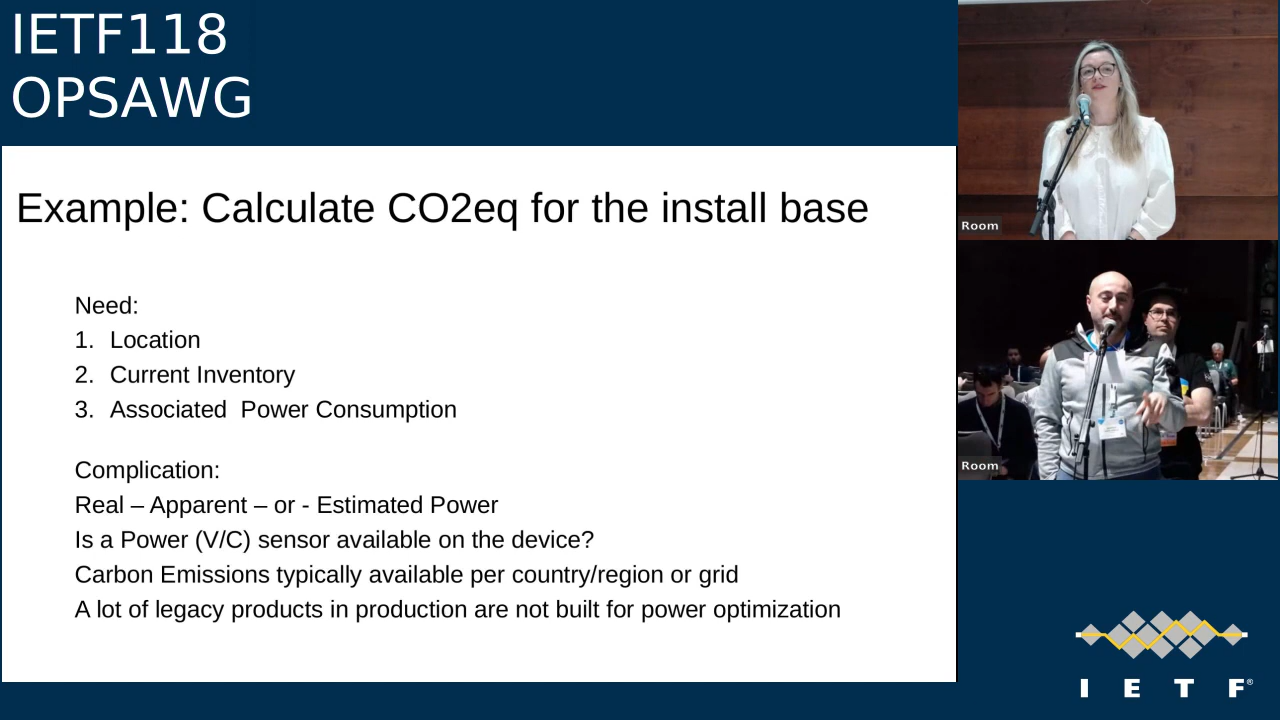 IETF118
OPSAWG
Example: Calculate CO2eq for the install base
Need:
1. Location
2. Current Inventory
3. Associated  Power Consumption
Complication:
Real – Apparent – or - Estimated Power
Is a Power (V/C) sensor available on the device?
Carbon Emissions typically available per country/region or grid
A lot of legacy products in production are not built for power optimization
Room
Room
I E T F®